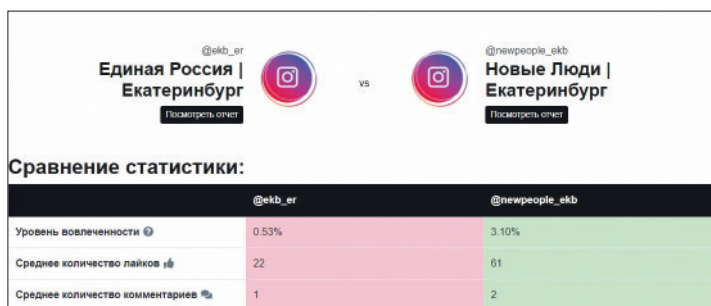 @ekb_er
Единая Россия |
Екатеринбург
Посмотреть отчет
vs
@newpeople_ekb
Новые Люди |
Екатеринбург
Посмотреть отчет
Сравнение статистики:
@ekb_er @newpeople_ekb
Уровень вовлеченности 0.53% 3.10%
Среднее количество лайков 22 61
Среднее количество комментариев 1 2